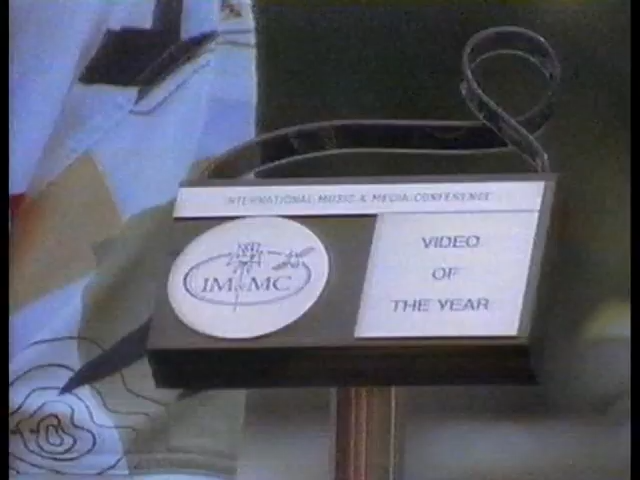 INTERNATIONAL MUSIC & MEDIA CONFERENCE
IM&MC
VIDEO
OF
THE YEAR